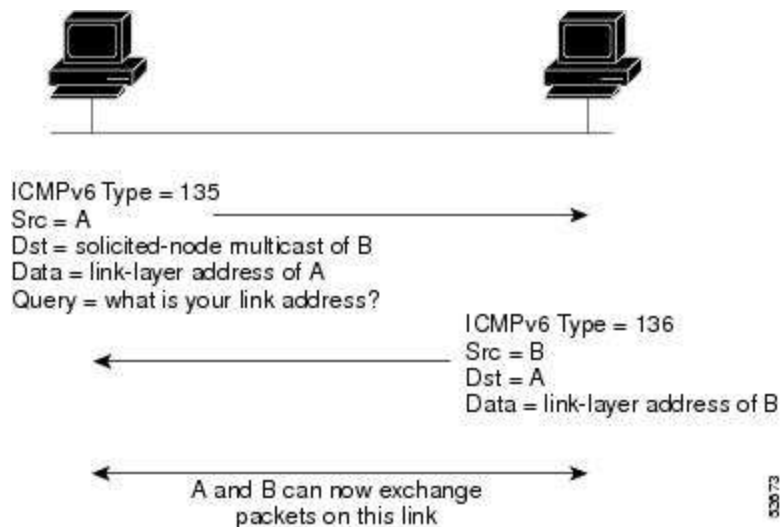 ICMPv6 Type = 135
Src = A
Dst = solicited-node multicast of B
Data = link-layer address of A
Query = what is your link address?
ICMPv6 Type = 136
Src = B
Dst = A
Data = link-layer address of B
A and B can now exchange
packets on this link
53673